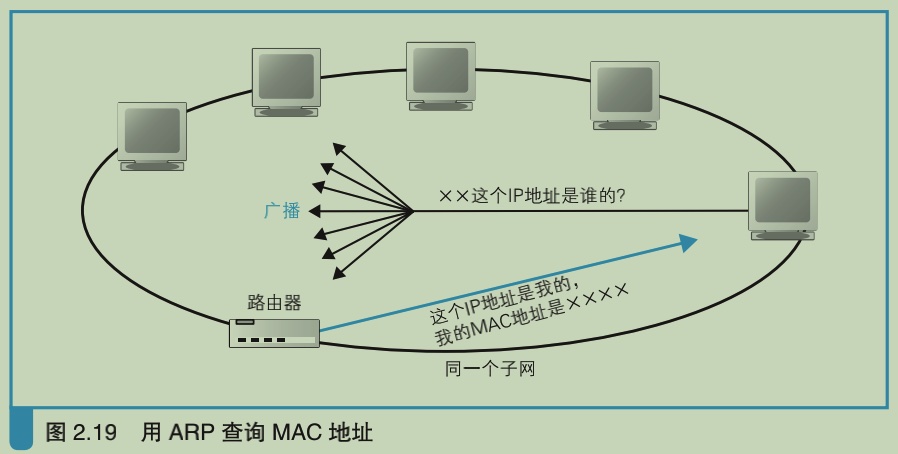 ××这个IP地址是谁的?
广播
路由器
这个IP地址是我的，
我的MAC地址是××××
同一个子网
图 2.19 用 ARP 查询 MAC 地址